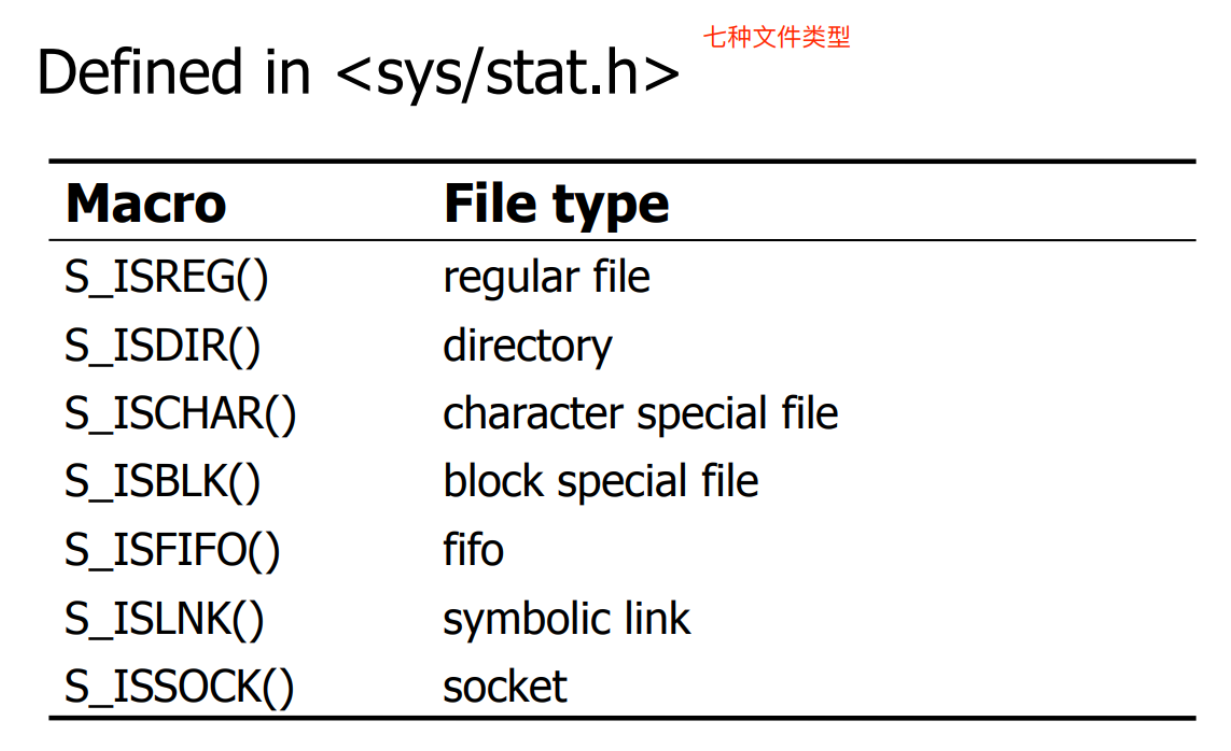 七种文件类型
Defined in <sys/stat.h>
Macro File type
S_ISREG() regular file
S_ISDIR() directory
S_ISCHAR() character special file
S_ISBLK() block special file
S_ISFIFO() fifo
S_ISLNK() symbolic link
S_ISSOCK() socket